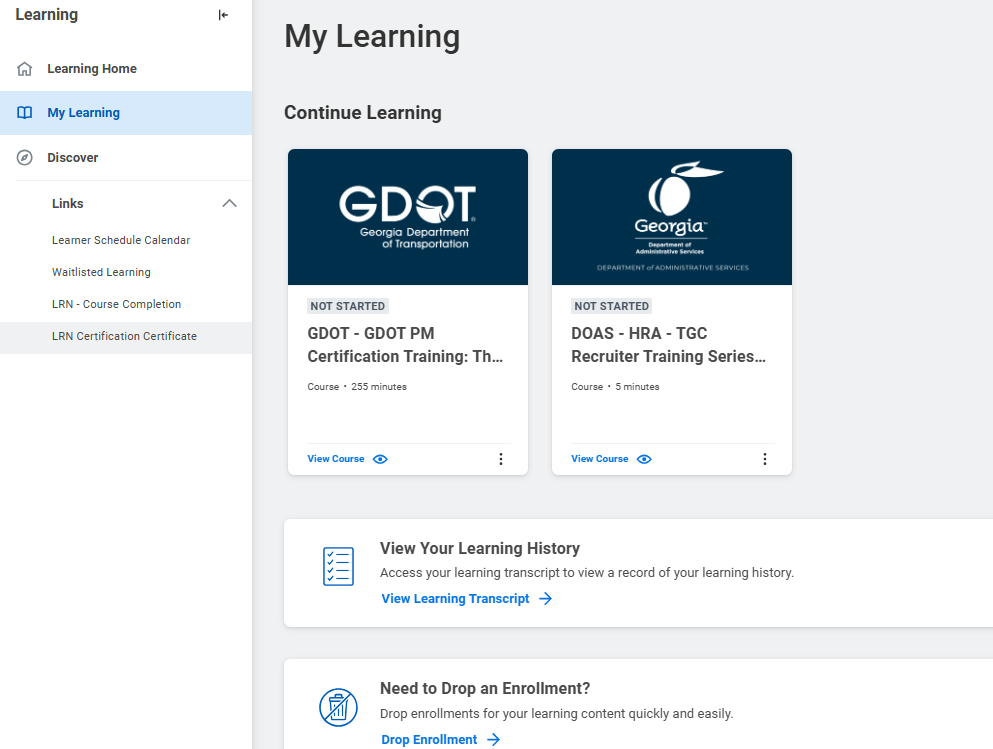 Learning
Learning Home
My Learning
Discover
Links
Learner Schedule Calendar
Waitlisted Learning
LRN - Course Completion
LRN Certification Certificate
My Learning
Continue Learning
GDOT
Georgia Department
of Transportation
NOT STARTED
GDOT - GDOT PM
Certification Training: Th...
Course • 255 minutes
View Course
Georgia™
Department of
Administrative Services
DEPARTMENT of ADMINISTRATIVE SERVICES
NOT STARTED
DOAS - HRA - TGC
Recruiter Training Series...
Course • 5 minutes
View Course
View Your Learning History
Access your learning transcript to view a record of your learning history.
View Learning Transcript
Need to Drop an Enrollment?
Drop enrollments for your learning content quickly and easily.
Drop Enrollment